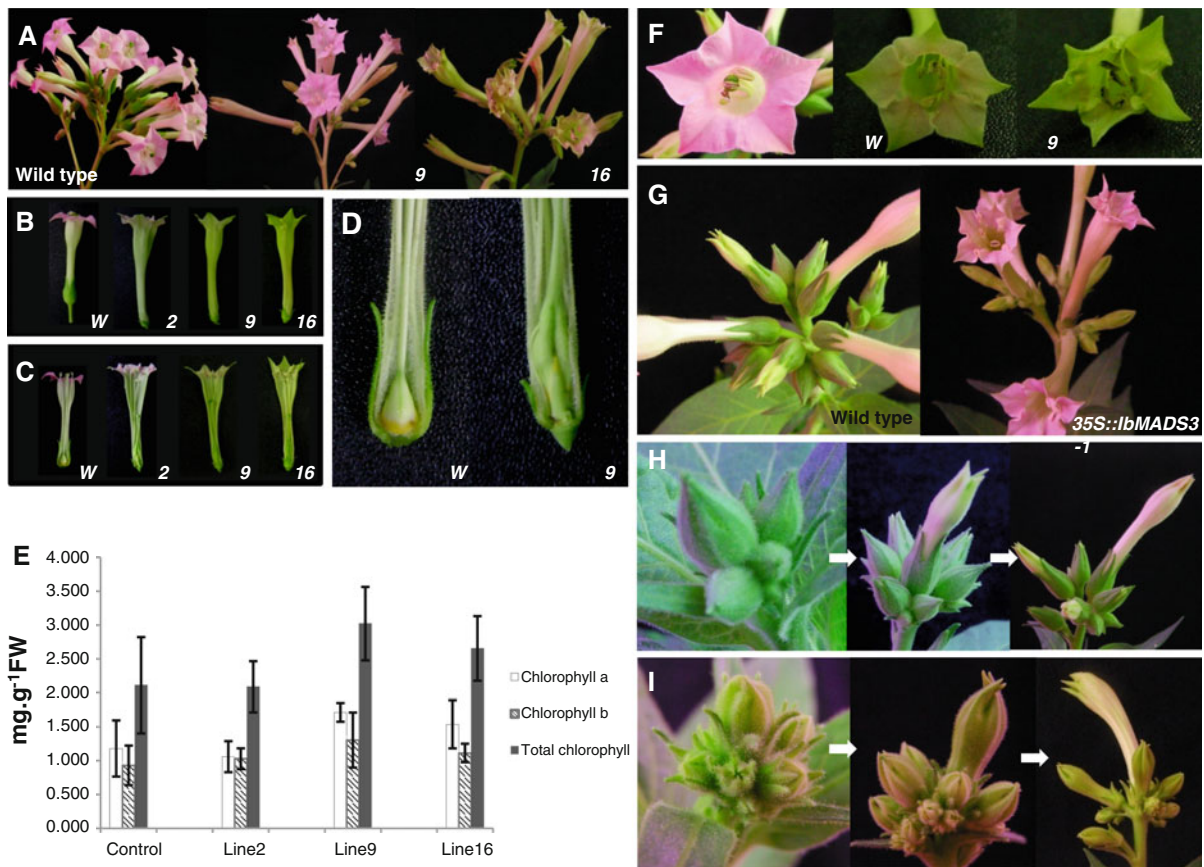 A
Wild type
9
16
B
W
2
9
16
C
W
2
9
16
D
W
9
E
4.000
3.500
3.000
2.500
2.000
1.500
1.000
0.500
0.000
mg.g⁻¹FW
Control
Line2
Line9
Line16
Chlorophyll a
Chlorophyll b
Total chlorophyll
F
W
9
G
Wild type
35S::IbMADS3
-1
H
I